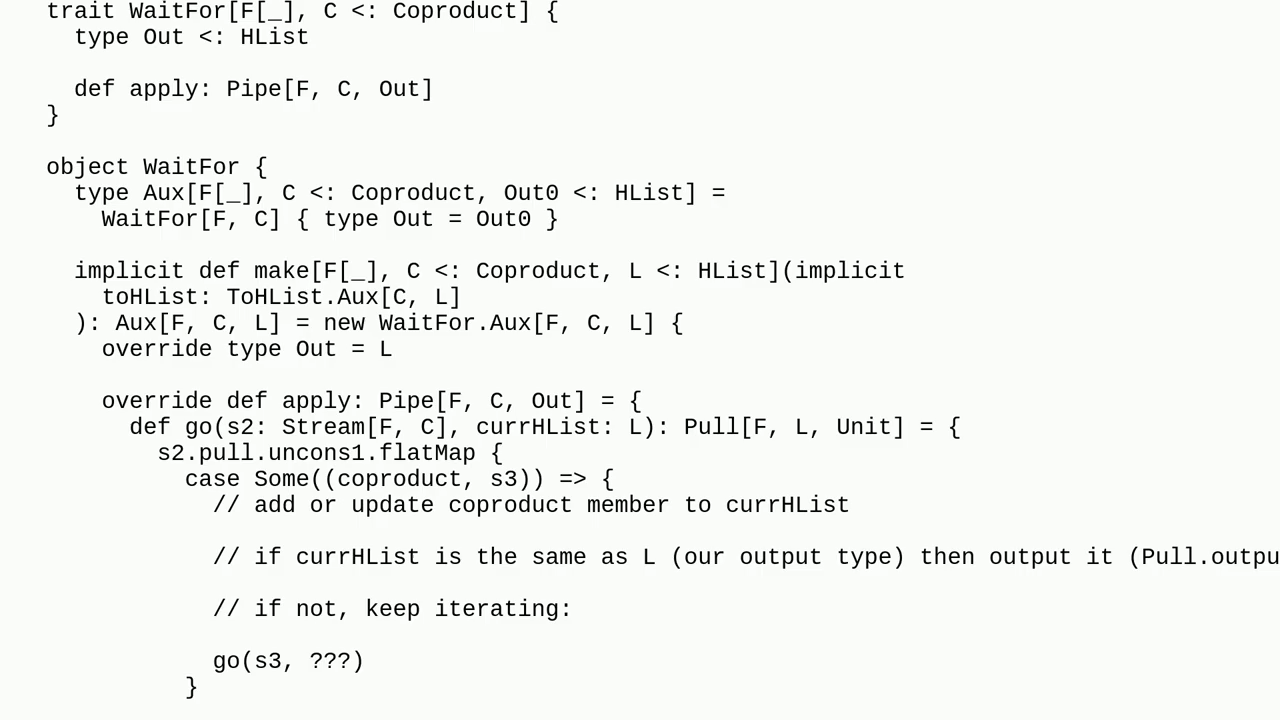 trait WaitFor[F[_], C <: Coproduct] {
type Out <: HList
def apply: Pipe[F, C, Out]
}
object WaitFor {
type Aux[F[_], C <: Coproduct, Out0 <: HList] =
WaitFor[F, C] { type Out = Out0 }
implicit def make[F[_], C <: Coproduct, L <: HList](implicit
toHList: ToHList.Aux[C, L]
): Aux[F, C, L] = new WaitFor.Aux[F, C, L] {
override type Out = L
override def apply: Pipe[F, C, Out] = {
def go(s2: Stream[F, C], currHList: L): Pull[F, L, Unit] = {
s2.pull.uncons1.flatMap {
case Some((coproduct, s3)) => {
// add or update coproduct member to currHList
// if currHList is the same as L (our output type) then output it (Pull.outpu
// if not, keep iterating:
go(s3, ???)
}